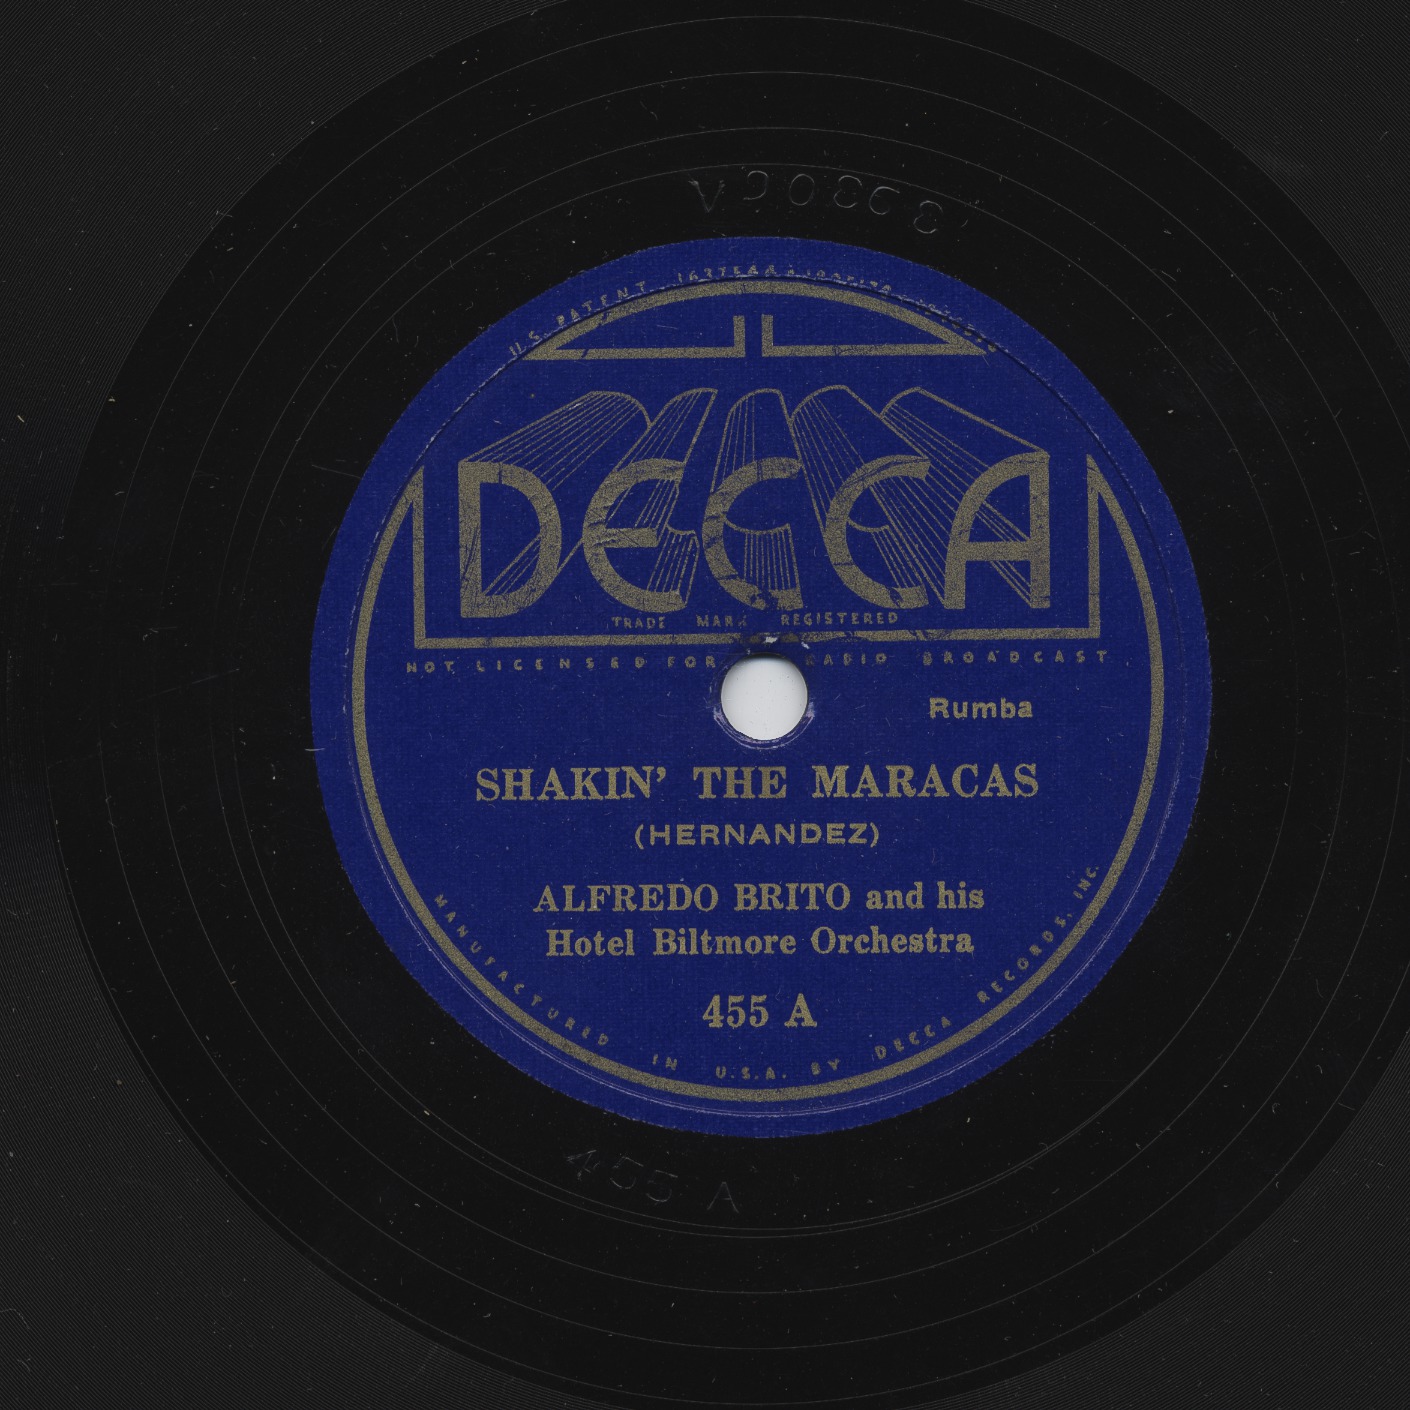 U.S. PATENT 1637544
DECCA
TRADE MARK REGISTERED
NOT LICENSED FOR RADIO BROADCAST
Rumba
SHAKIN’ THE MARACAS
(HERNANDEZ)
ALFREDO BRITO and his
Hotel Biltmore Orchestra
455 A
MANUFACTURED IN U.S.A. BY DECCA RECORDS, INC.
455 A